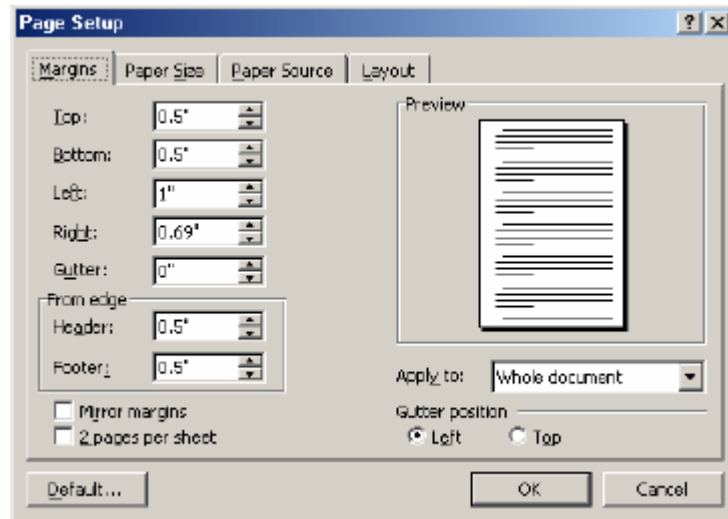 Page Setup
Margins Paper Size Paper Source Layout
Top: 0.5"
Bottom: 0.5"
Left: 1"
Right: 0.69"
Gutter: 0"
From edge
Header: 0.5"
Footer: 0.5"
Mirror margins
2 pages per sheet
Preview
Apply to: Whole document
Gutter position
Left Top
Default... OK Cancel